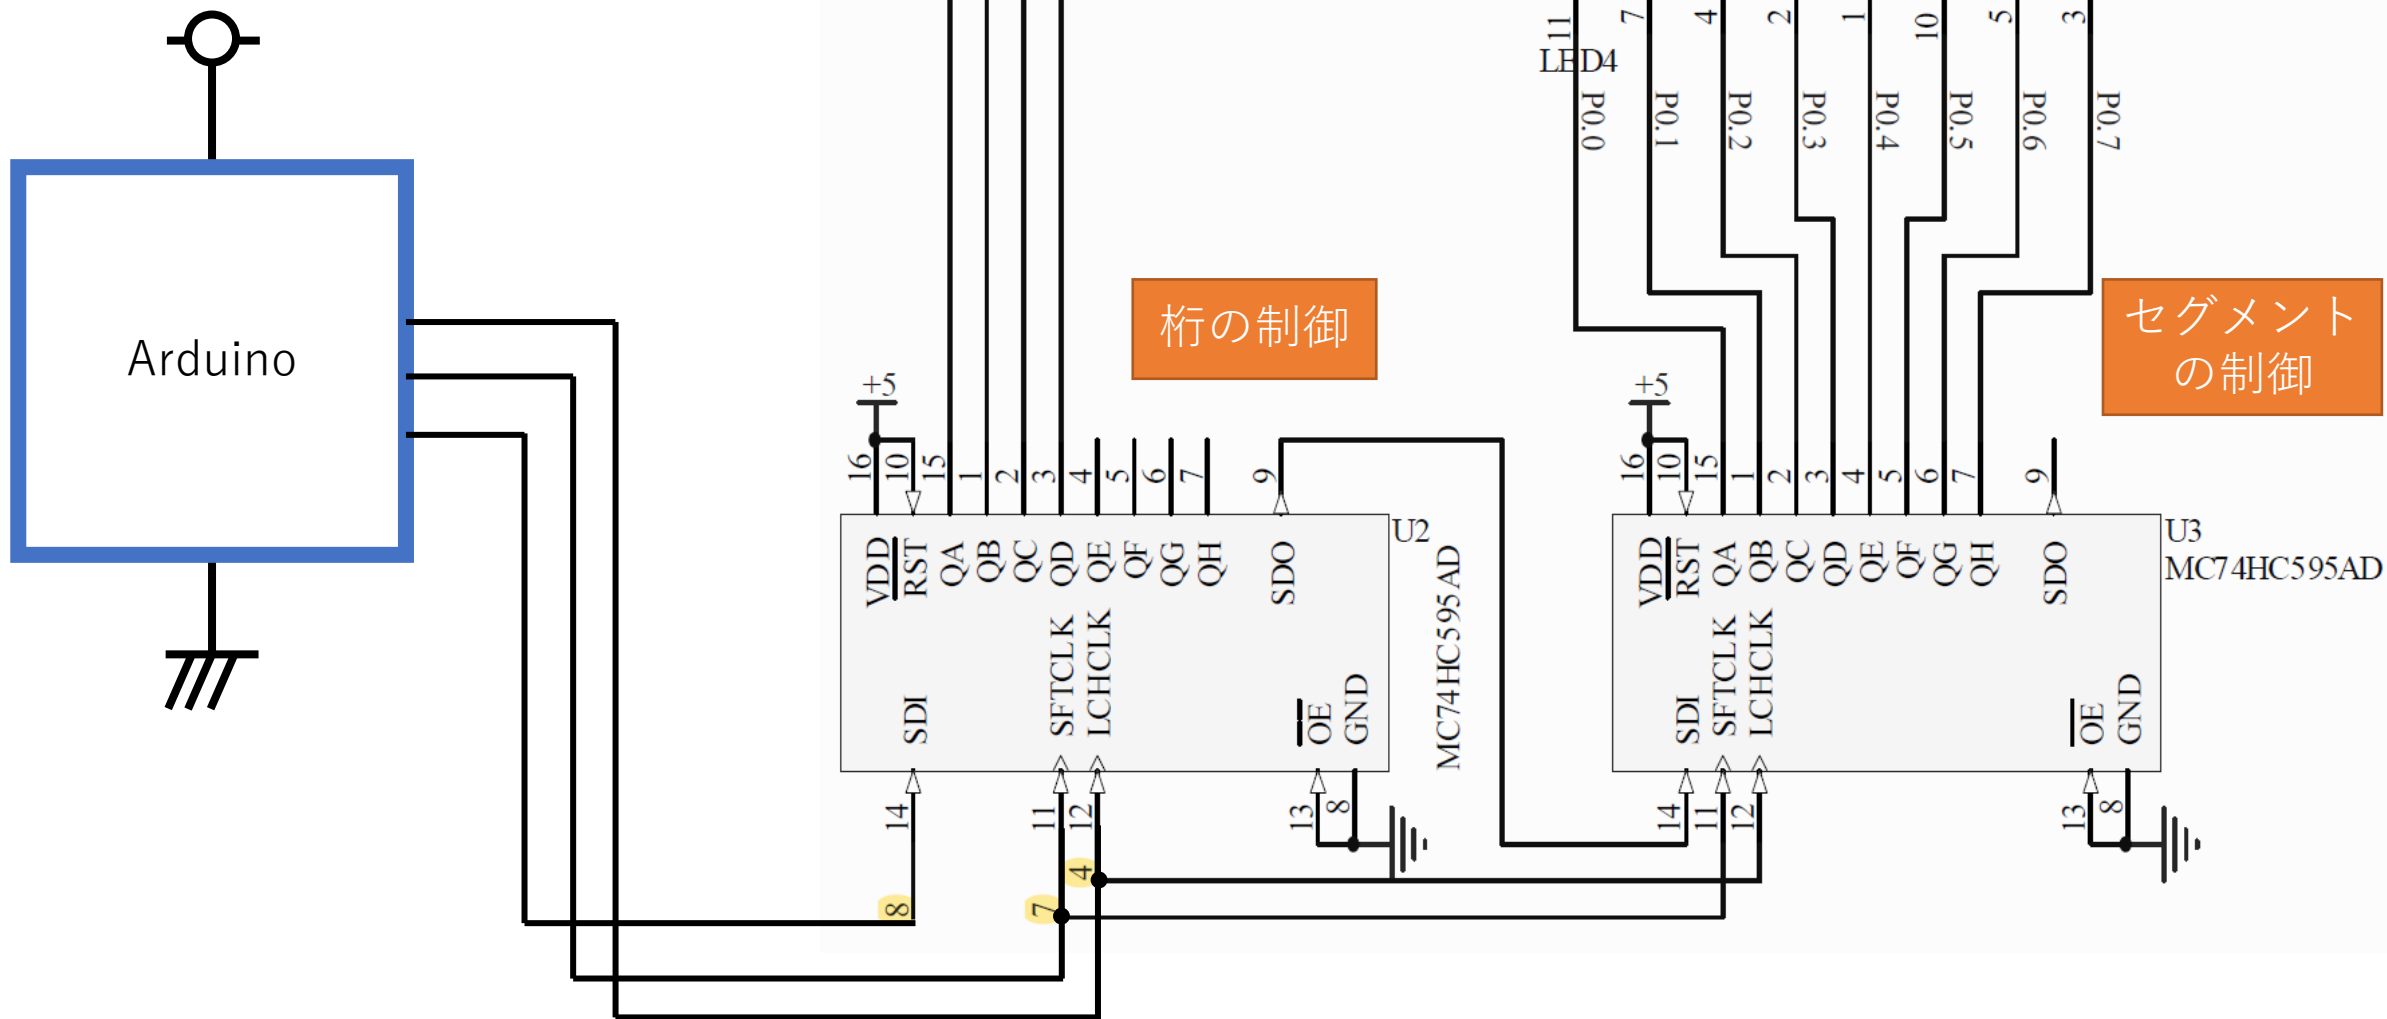 11
7
4
2
1
10
5
3
LED4
P0.0
P0.1
P0.2
P0.3
P0.4
P0.5
P0.6
P0.7
Arduino
桁の制御
セグメント
の制御
+5
16
10
15
1
2
3
4
5
6
7
9
VDD
RST
QA
QB
QC
QD
QE
QF
QG
QH
SDO
U2
MC74HC595AD
SDI
SFTCLK
LCHCLK
OE
GND
14
11
12
13
8
8
7
4
+5
16
10
15
1
2
3
4
5
6
7
9
VDD
RST
QA
QB
QC
QD
QE
QF
QG
QH
SDO
U3
MC74HC595AD
SDI
SFTCLK
LCHCLK
OE
GND
14
11
12
13
8